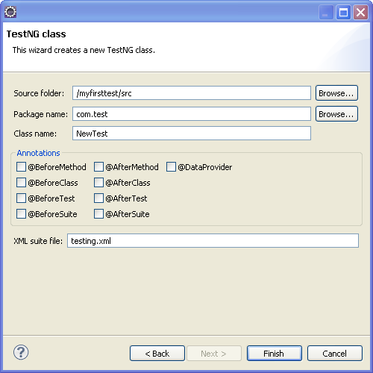 TestNG class
This wizard creates a new TestNG class.
Source folder: /myfirsttest/src Browse...
Package name: com.test Browse...
Class name: NewTest
Annotations
@BeforeMethod @AfterMethod @DataProvider
@BeforeClass @AfterClass
@BeforeTest @AfterTest
@BeforeSuite @AfterSuite
XML suite file: testing.xml
? < Back Next > Finish Cancel